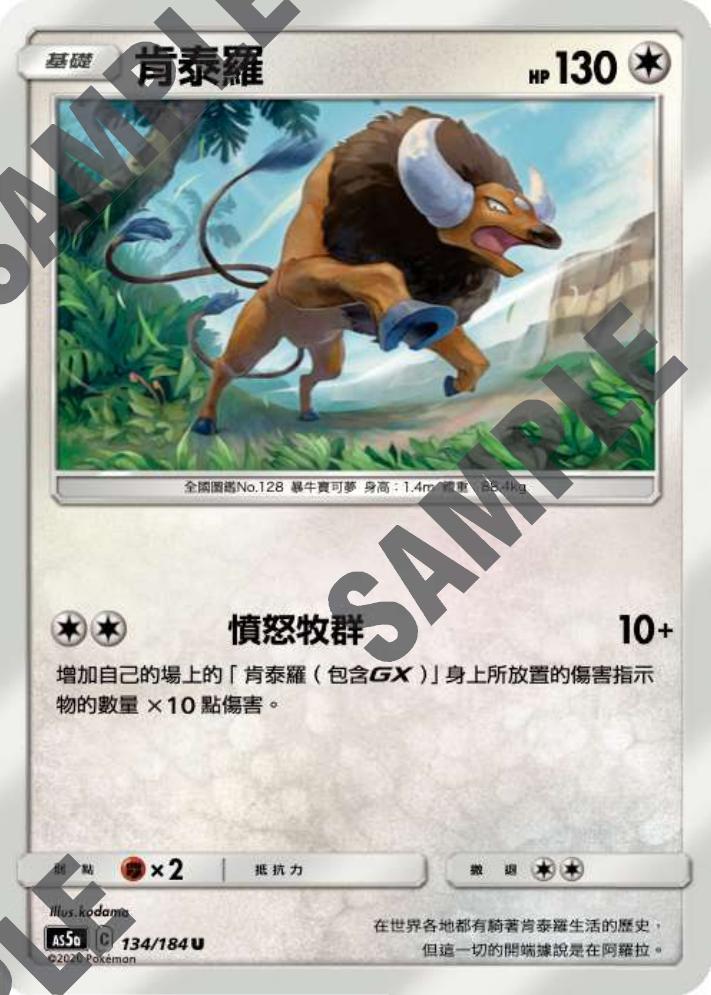 SAMPLE
基礎 肯泰羅 HP 130
全國圖鑑No.128 暴牛寶可夢 身高：1.4m 體重：88.4kg
SAMPLE
憤怒牧群 10+
增加自己的場上的「肯泰羅（包含GX）」身上所放置的傷害指示
物的數量 ×10 點傷害。
弱點 ×2 抵抗力 撤退
Illus.kodama
AS5a C 134/184 U
©2020 Pokémon
在世界各地都有騎著肯泰羅生活的歷史，
但這一切的開端據說是在阿羅拉。
SAMPLE